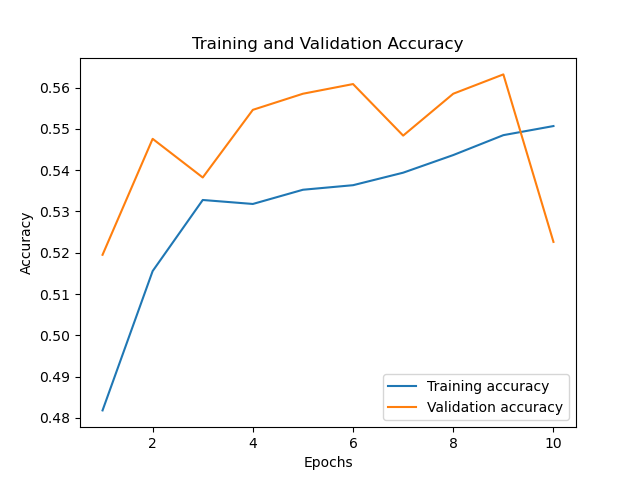 Training and Validation Accuracy
Accuracy
0.56
0.55
0.54
0.53
0.52
0.51
0.50
0.49
0.48
Training accuracy
Validation accuracy
2 4 6 8 10
Epochs